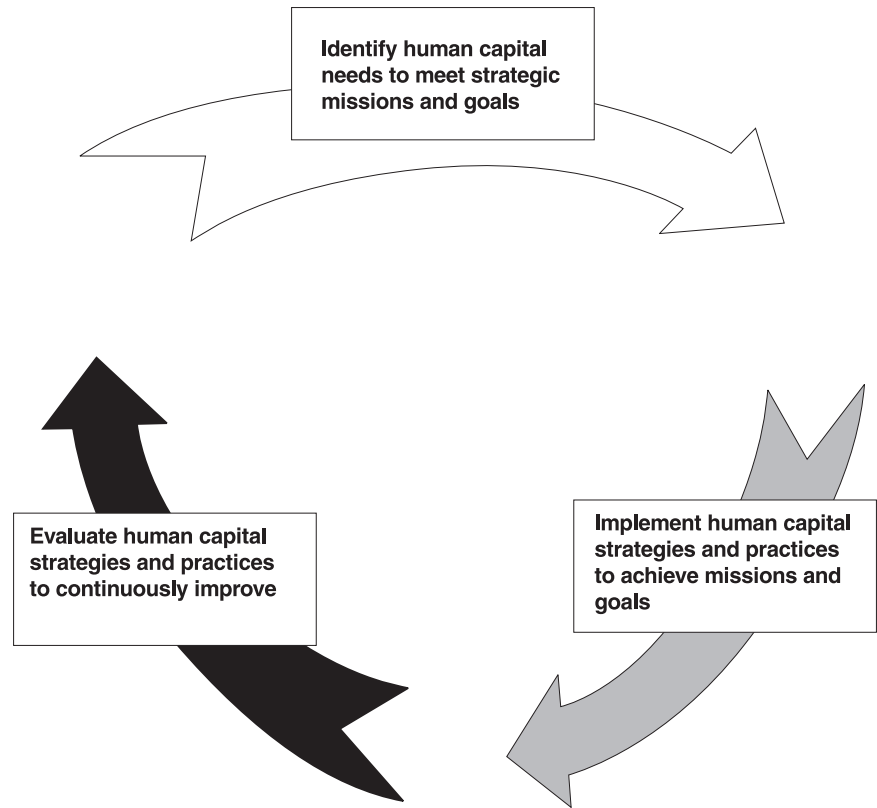 Identify human capital
needs to meet strategic
missions and goals
Implement human capital
strategies and practices
to achieve missions and
goals
Evaluate human capital
strategies and practices
to continuously improve